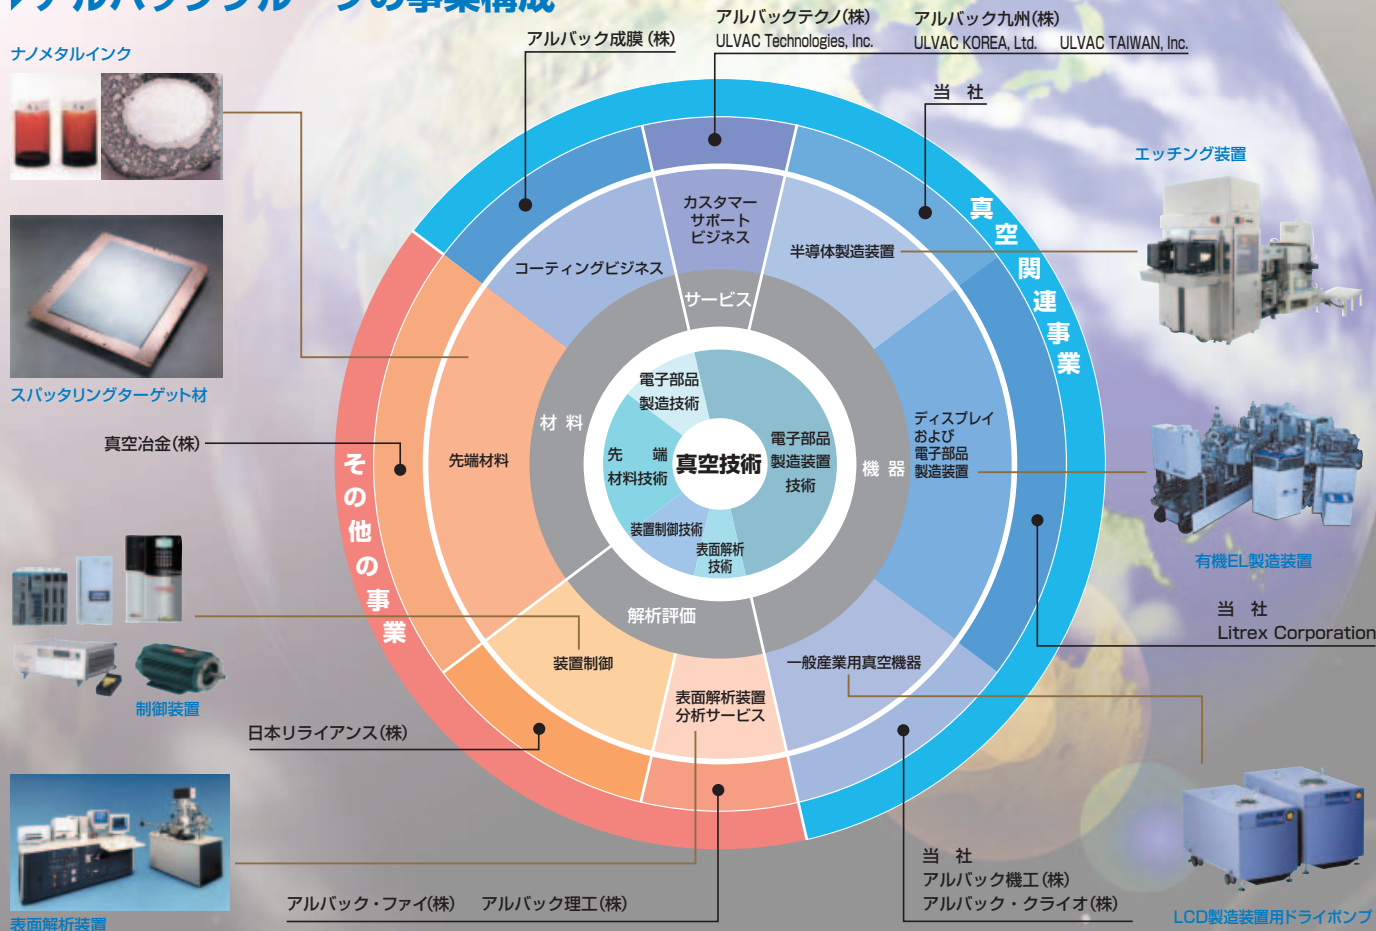 アルバックグループの事業構成
ナノメタルインク
スパッタリングターゲット材
真空冶金(株)
制御装置
日本リライアンス(株)
表面解析装置
アルバック・ファイ(株) アルバック理工(株)
アルバック成膜(株)
アルバックテクノ(株) アルバック九州(株)
ULVAC Technologies, Inc. ULVAC KOREA, Ltd. ULVAC TAIWAN, Inc.
当 社
エッチング装置
有機EL製造装置
当 社
Litrex Corporation
当 社
アルバック機工(株)
アルバック・クライオ(株)
LCD製造装置用ドライポンプ
真空関連事業
その他の事業
カスタマー
サポート
ビジネス
コーティングビジネス
半導体製造装置
ディスプレイ
および
電子部品
製造装置
先端材料
装置制御
表面解析装置
分析サービス
一般産業用真空機器
サービス
材 料
機 器
解析評価
電子部品
製造技術
先 端
材料技術
装置制御技術
表面解析
技術
電子部品
製造装置
技術
真空技術